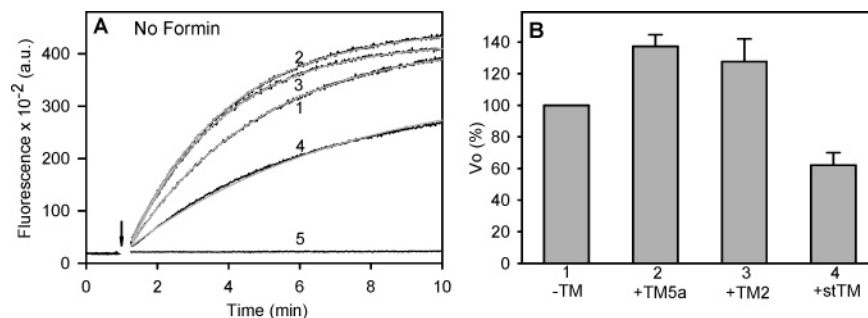 A No Formin
Fluorescence x 10⁻² (a.u.)
400
300
200
100
0
2
3
1
4
5
0 2 4 6 8 10
Time (min)
B
Vo (%)
140
120
100
80
60
40
20
0
1 2 3 4
-TM +TM5a +TM2 +stTM